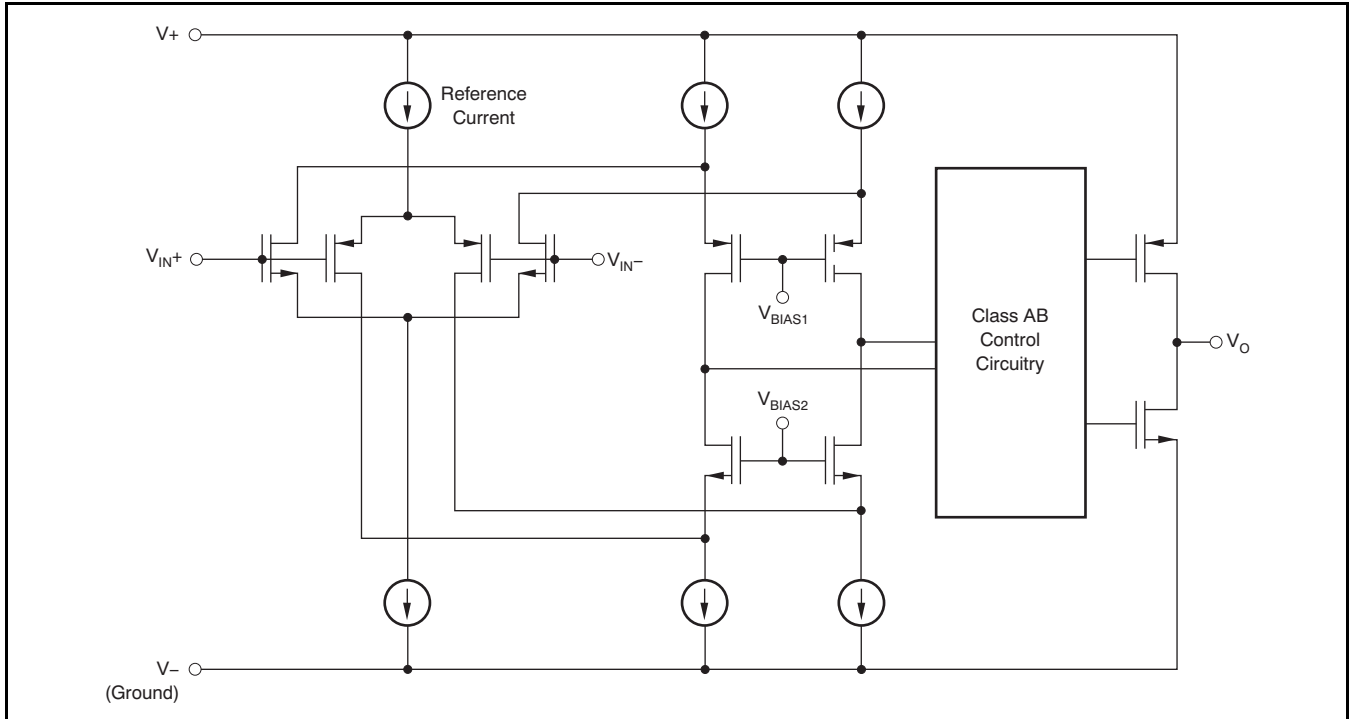 V+
Reference
Current
VIN+
VIN−
VBIAS1
Class AB
Control
Circuitry
VO
VBIAS2
V−
(Ground)